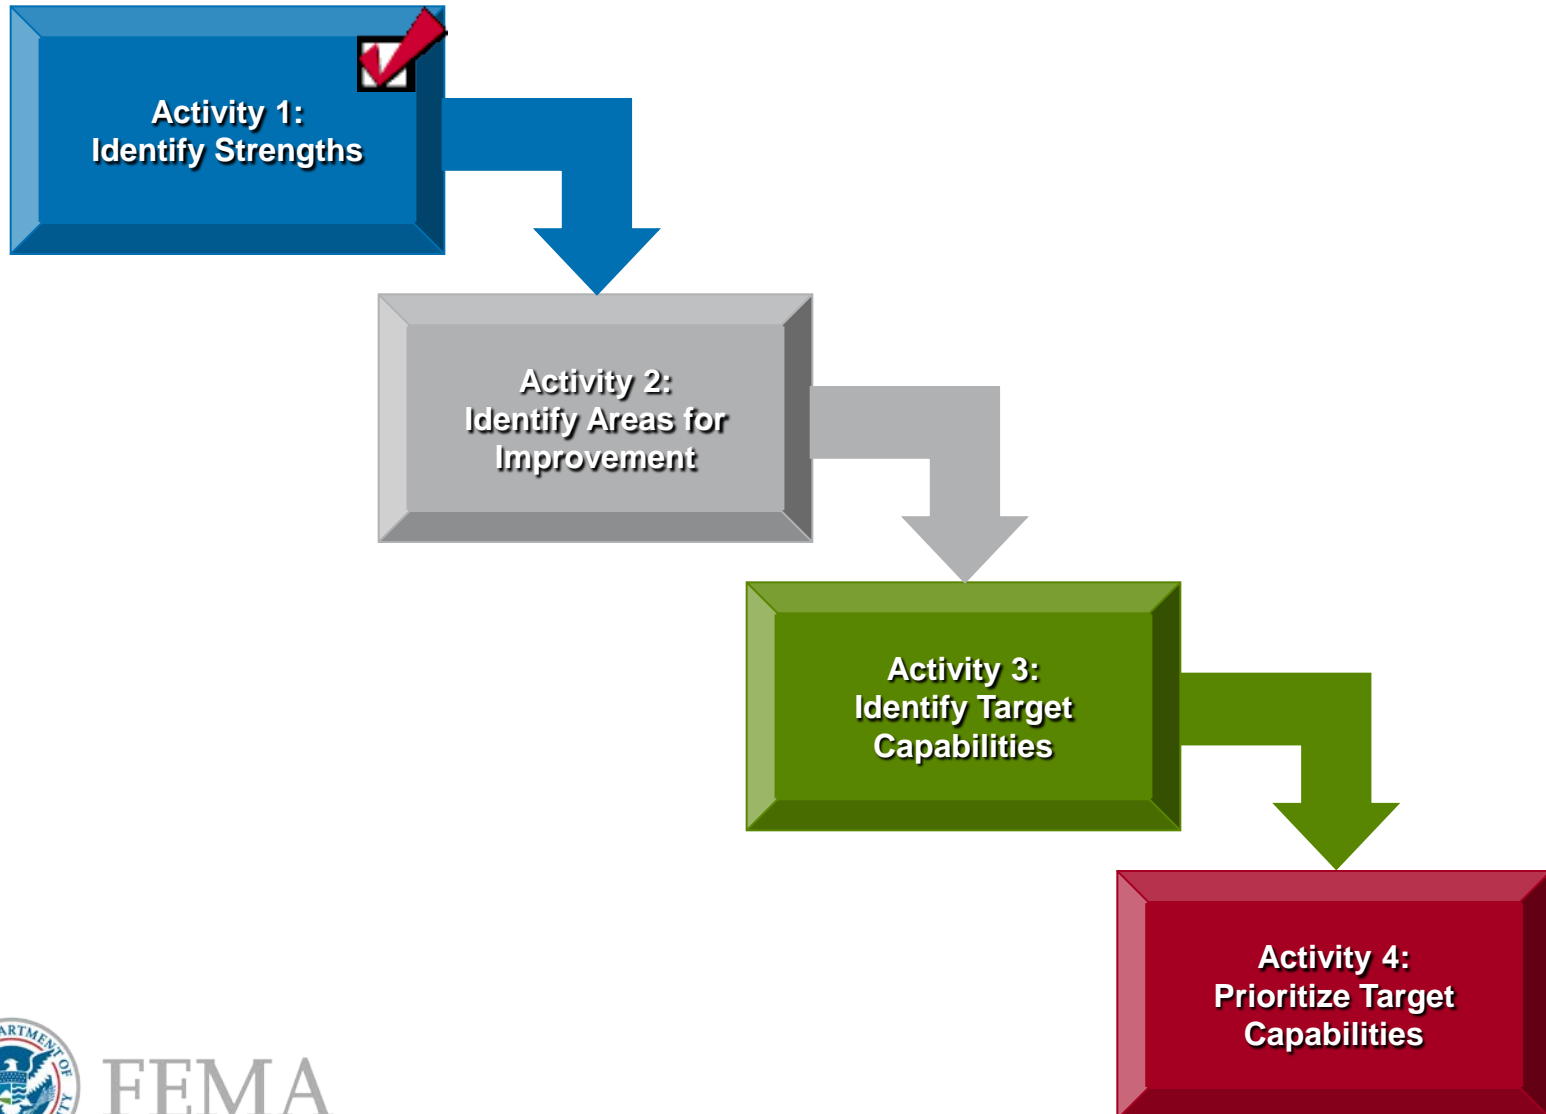 Activity 1:
Identify Strengths
Activity 2:
Identify Areas for
Improvement
Activity 3:
Identify Target
Capabilities
Activity 4:
Prioritize Target
Capabilities
FEMA